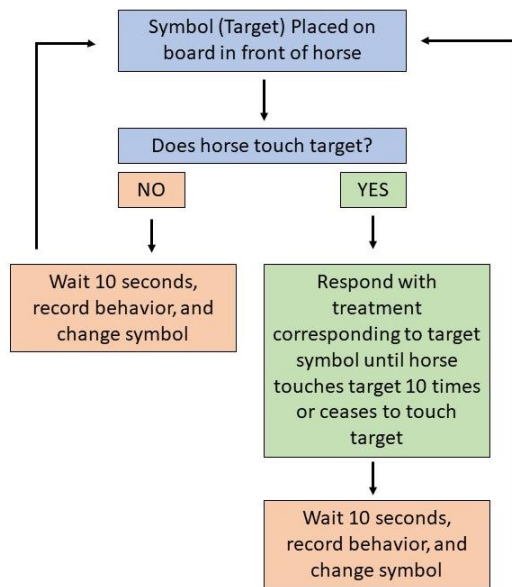 Symbol (Target) Placed on
board in front of horse
Does horse touch target?
NO
YES
Wait 10 seconds,
record behavior, and
change symbol
Respond with
treatment
corresponding to target
symbol until horse
touches target 10 times
or ceases to touch
target
Wait 10 seconds,
record behavior, and
change symbol